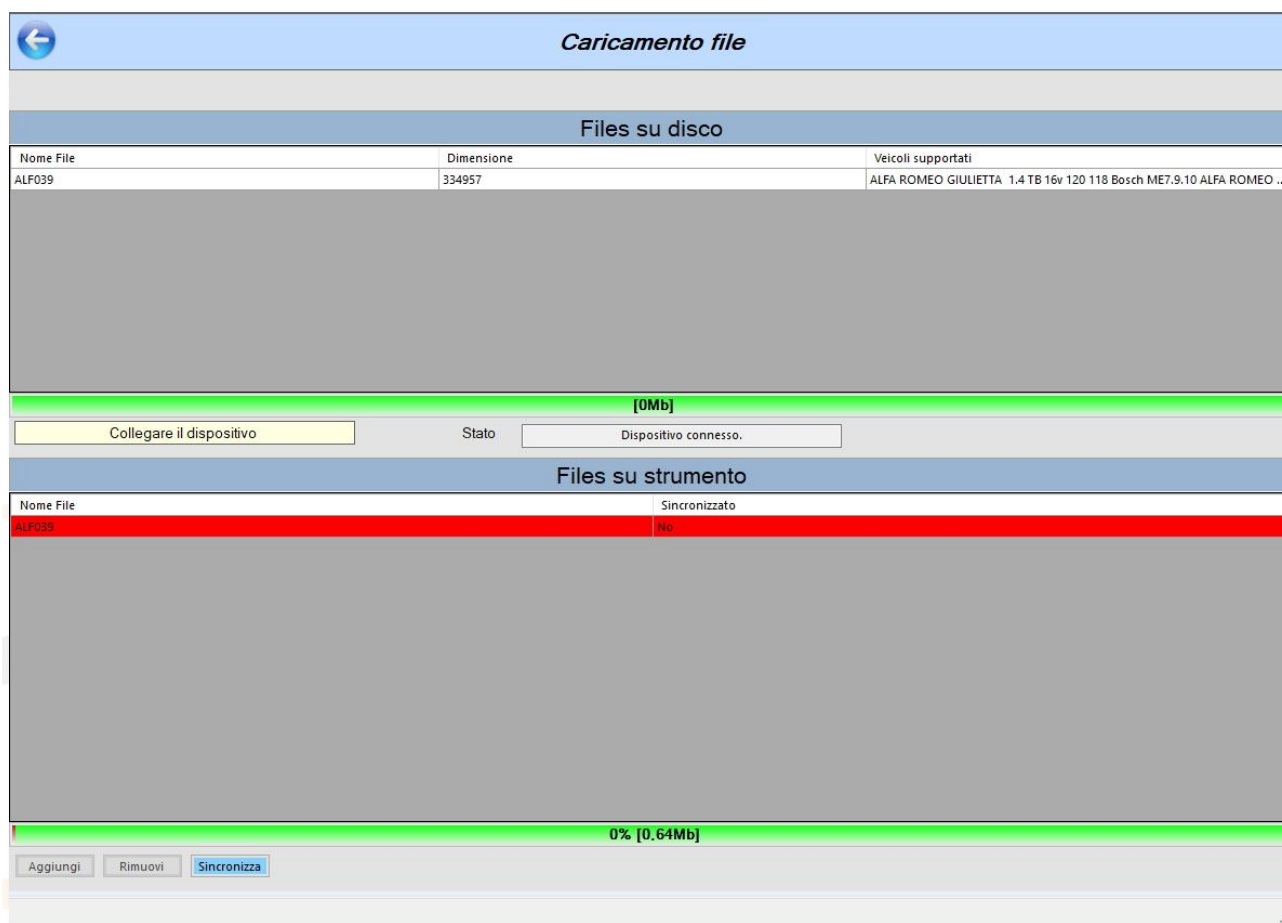 Caricamento file
Files su disco
Nome File Dimensione Veicoli supportati
ALF039 334957 ALFA ROMEO GIULIETTA 1.4 TB 16v 120 118 Bosch ME7.9.10 ALFA ROMEO ...
[0Mb]
Collegare il dispositivo Stato Dispositivo connesso.
Files su strumento
Nome File Sincronizzato
ALF039 No
0% [0.64Mb]
Aggiungi Rimuovi Sincronizza